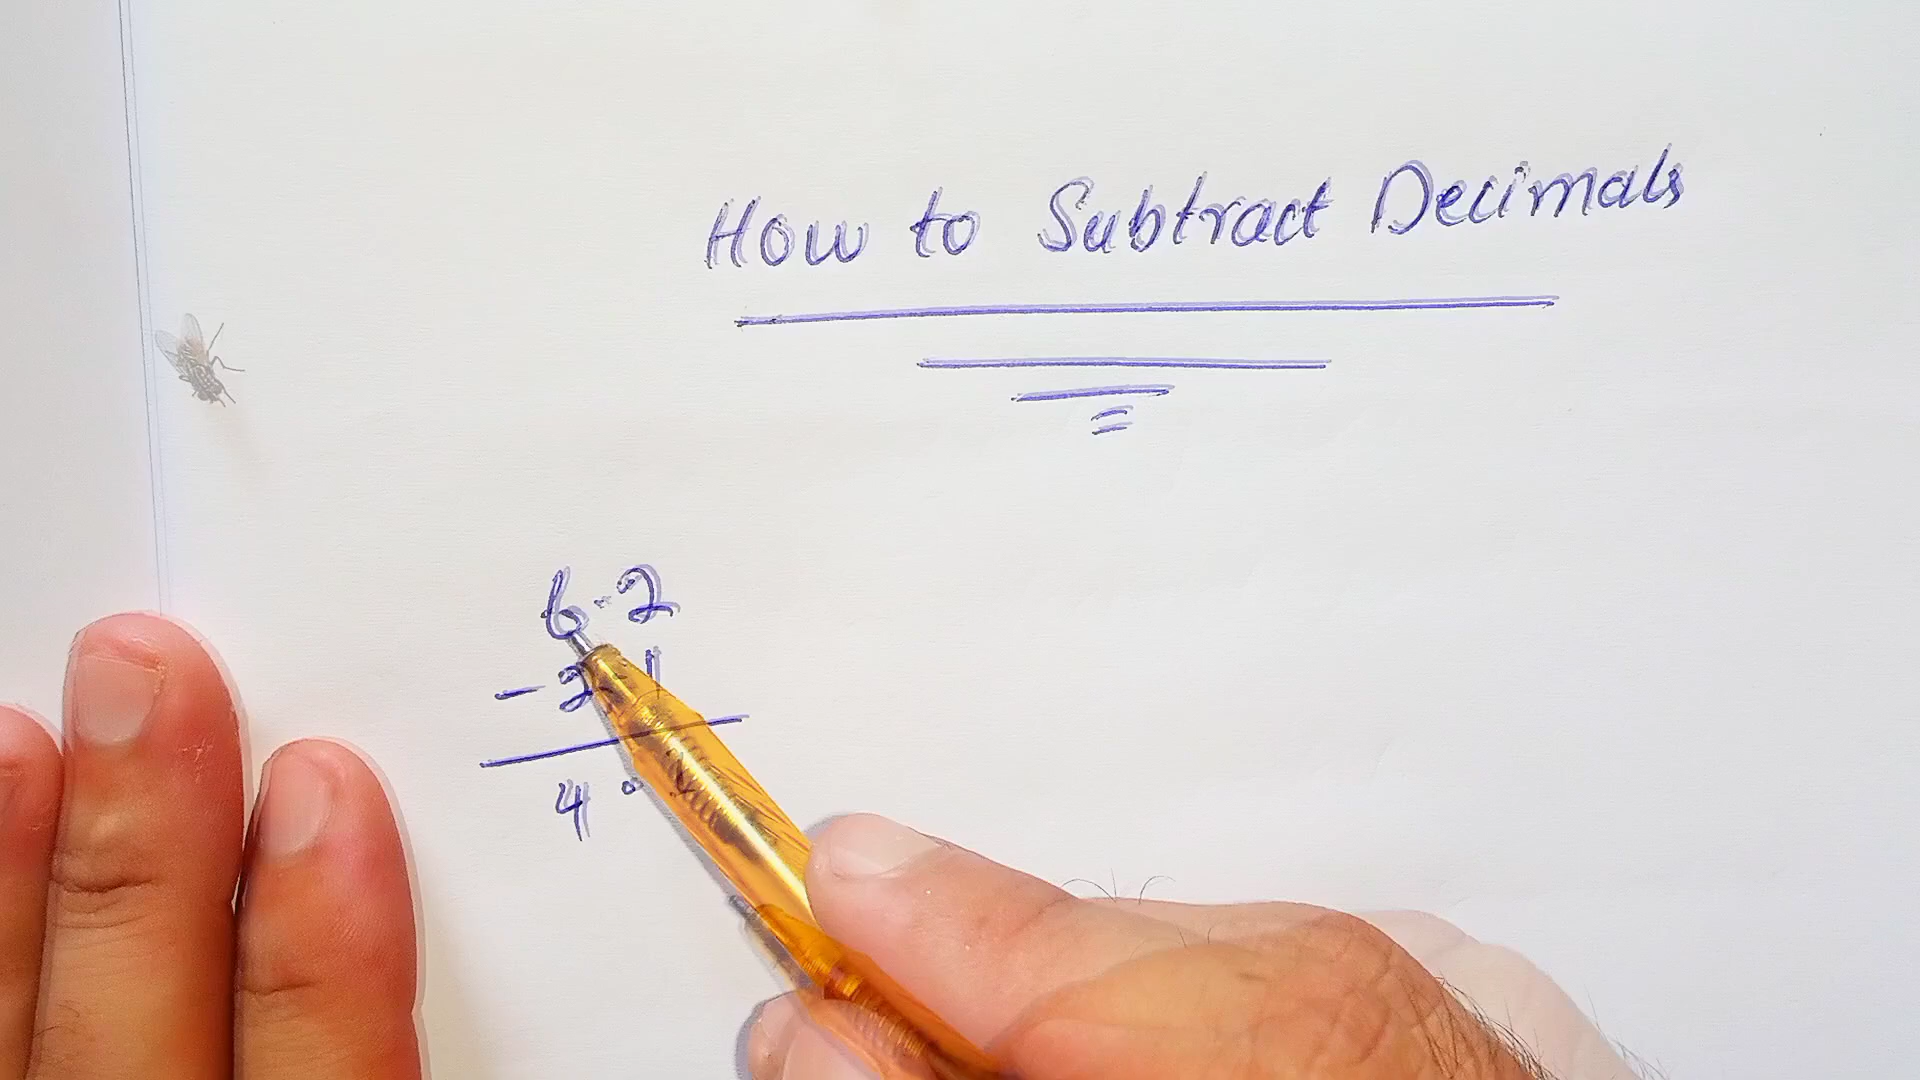 How to Subtract Decimals
6.2
- 2.1
4.